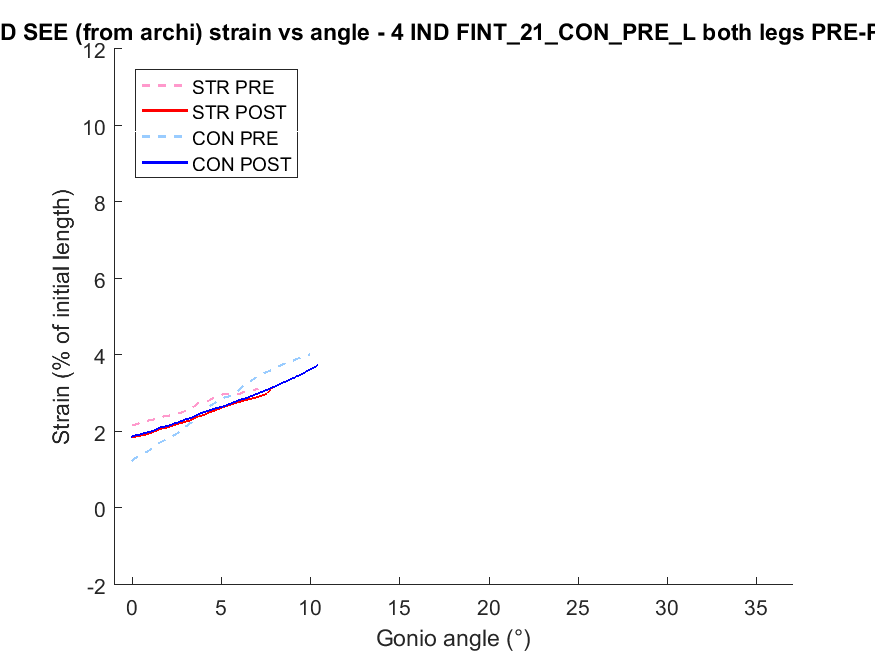 D SEE (from archi) strain vs angle - 4 IND FINT_21_CON_PRE_L both legs PRE-P
12
10
8
6
4
2
0
-2
Strain (% of initial length)
STR PRE
STR POST
CON PRE
CON POST
0 5 10 15 20 25 30 35
Gonio angle (°)